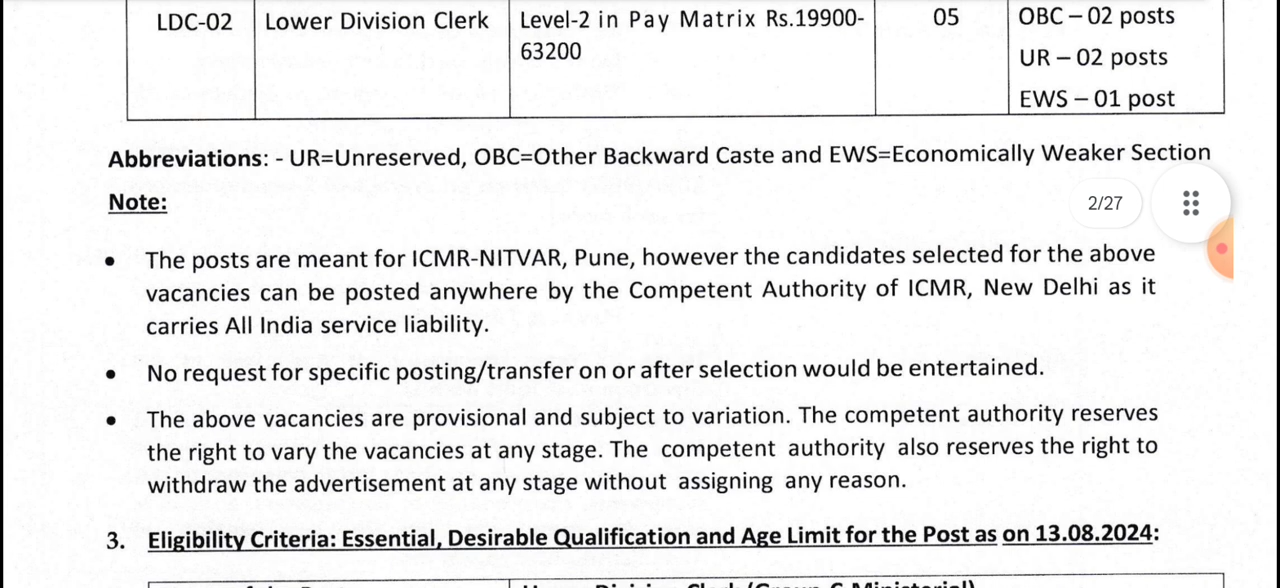 LDC-02 Lower Division Clerk Level-2 in Pay Matrix Rs.19900- 05 OBC – 02 posts
63200
UR – 02 posts
EWS – 01 post
Abbreviations: - UR=Unreserved, OBC=Other Backward Caste and EWS=Economically Weaker Section
Note:
2/27
• The posts are meant for ICMR-NITVAR, Pune, however the candidates selected for the above
vacancies can be posted anywhere by the Competent Authority of ICMR, New Delhi as it
carries All India service liability.
• No request for specific posting/transfer on or after selection would be entertained.
• The above vacancies are provisional and subject to variation. The competent authority reserves
the right to vary the vacancies at any stage. The competent authority also reserves the right to
withdraw the advertisement at any stage without assigning any reason.
3. Eligibility Criteria: Essential, Desirable Qualification and Age Limit for the Post as on 13.08.2024: